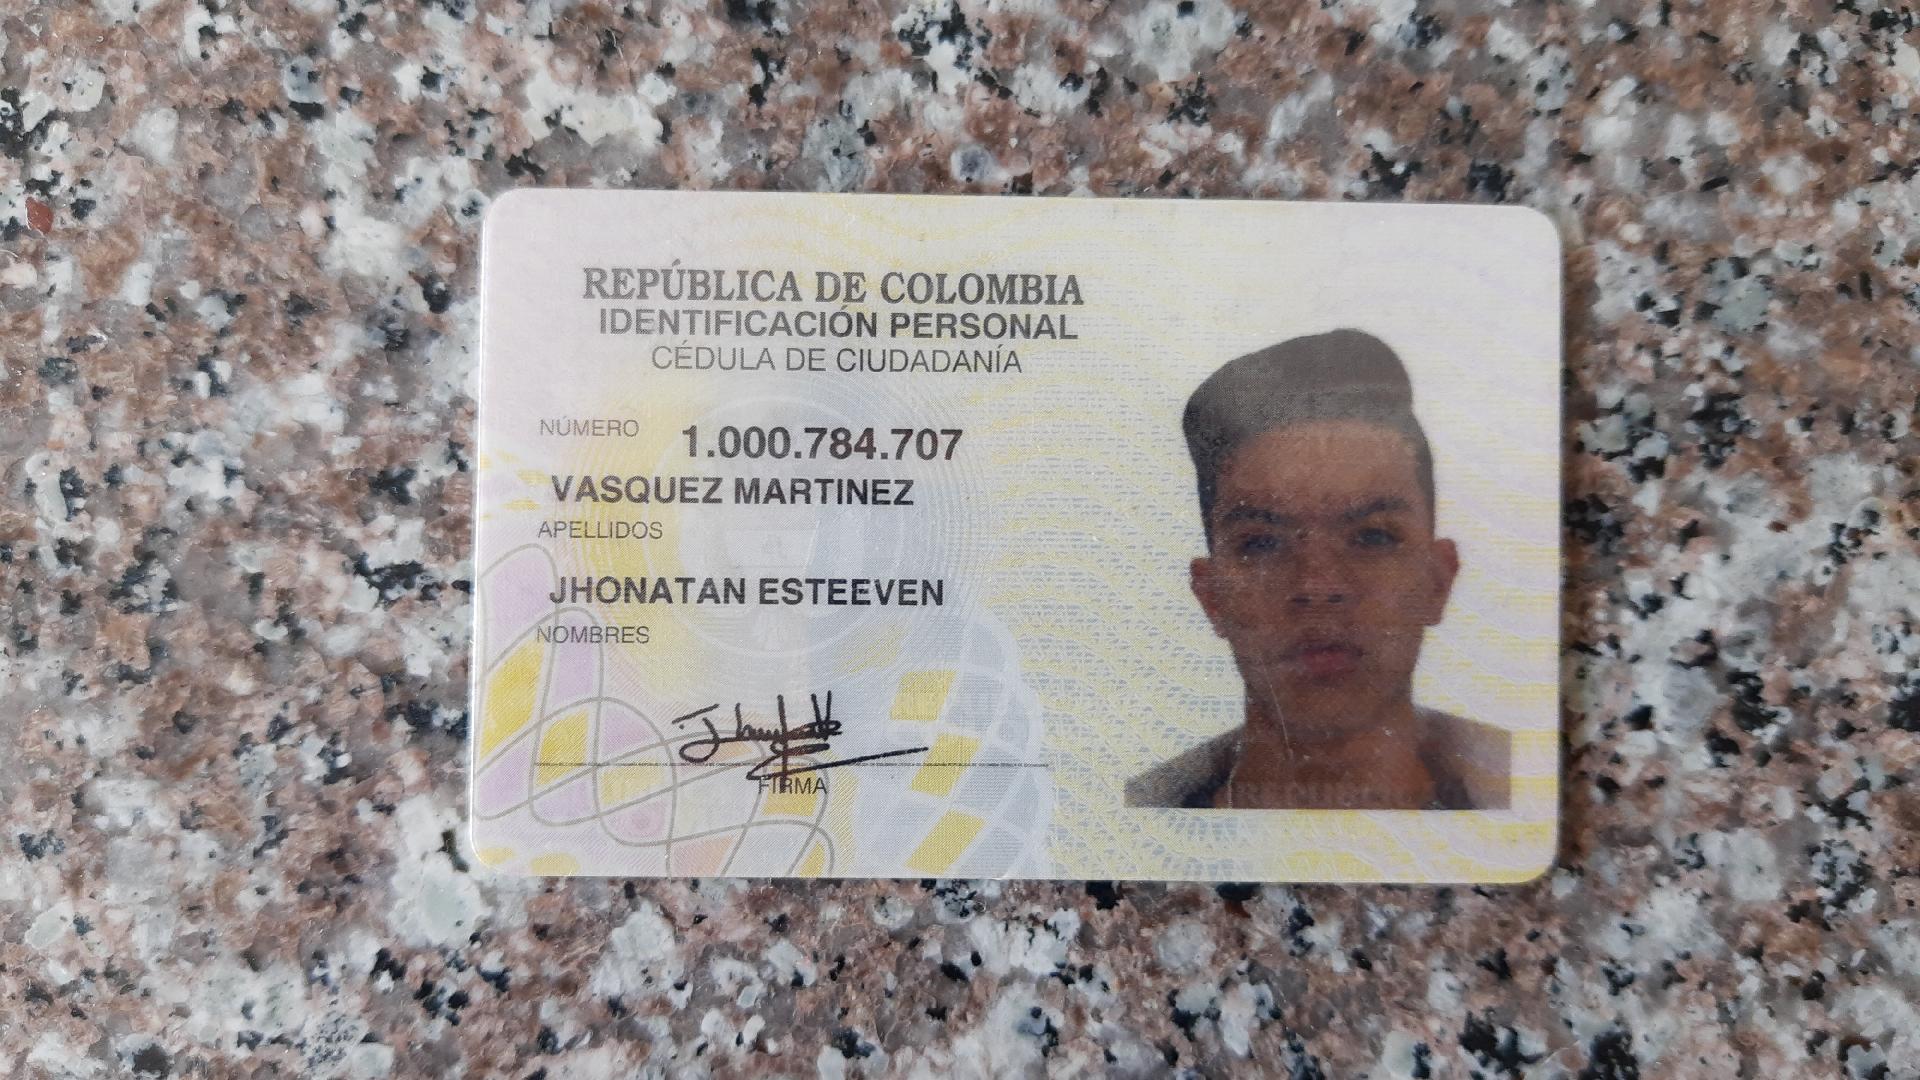 REPÚBLICA DE COLOMBIA
IDENTIFICACIÓN PERSONAL
CÉDULA DE CIUDADANÍA
NÚMERO 1.000.784.707
VASQUEZ MARTINEZ
APELLIDOS
JHONATAN ESTEEVEN
NOMBRES
FIRMA